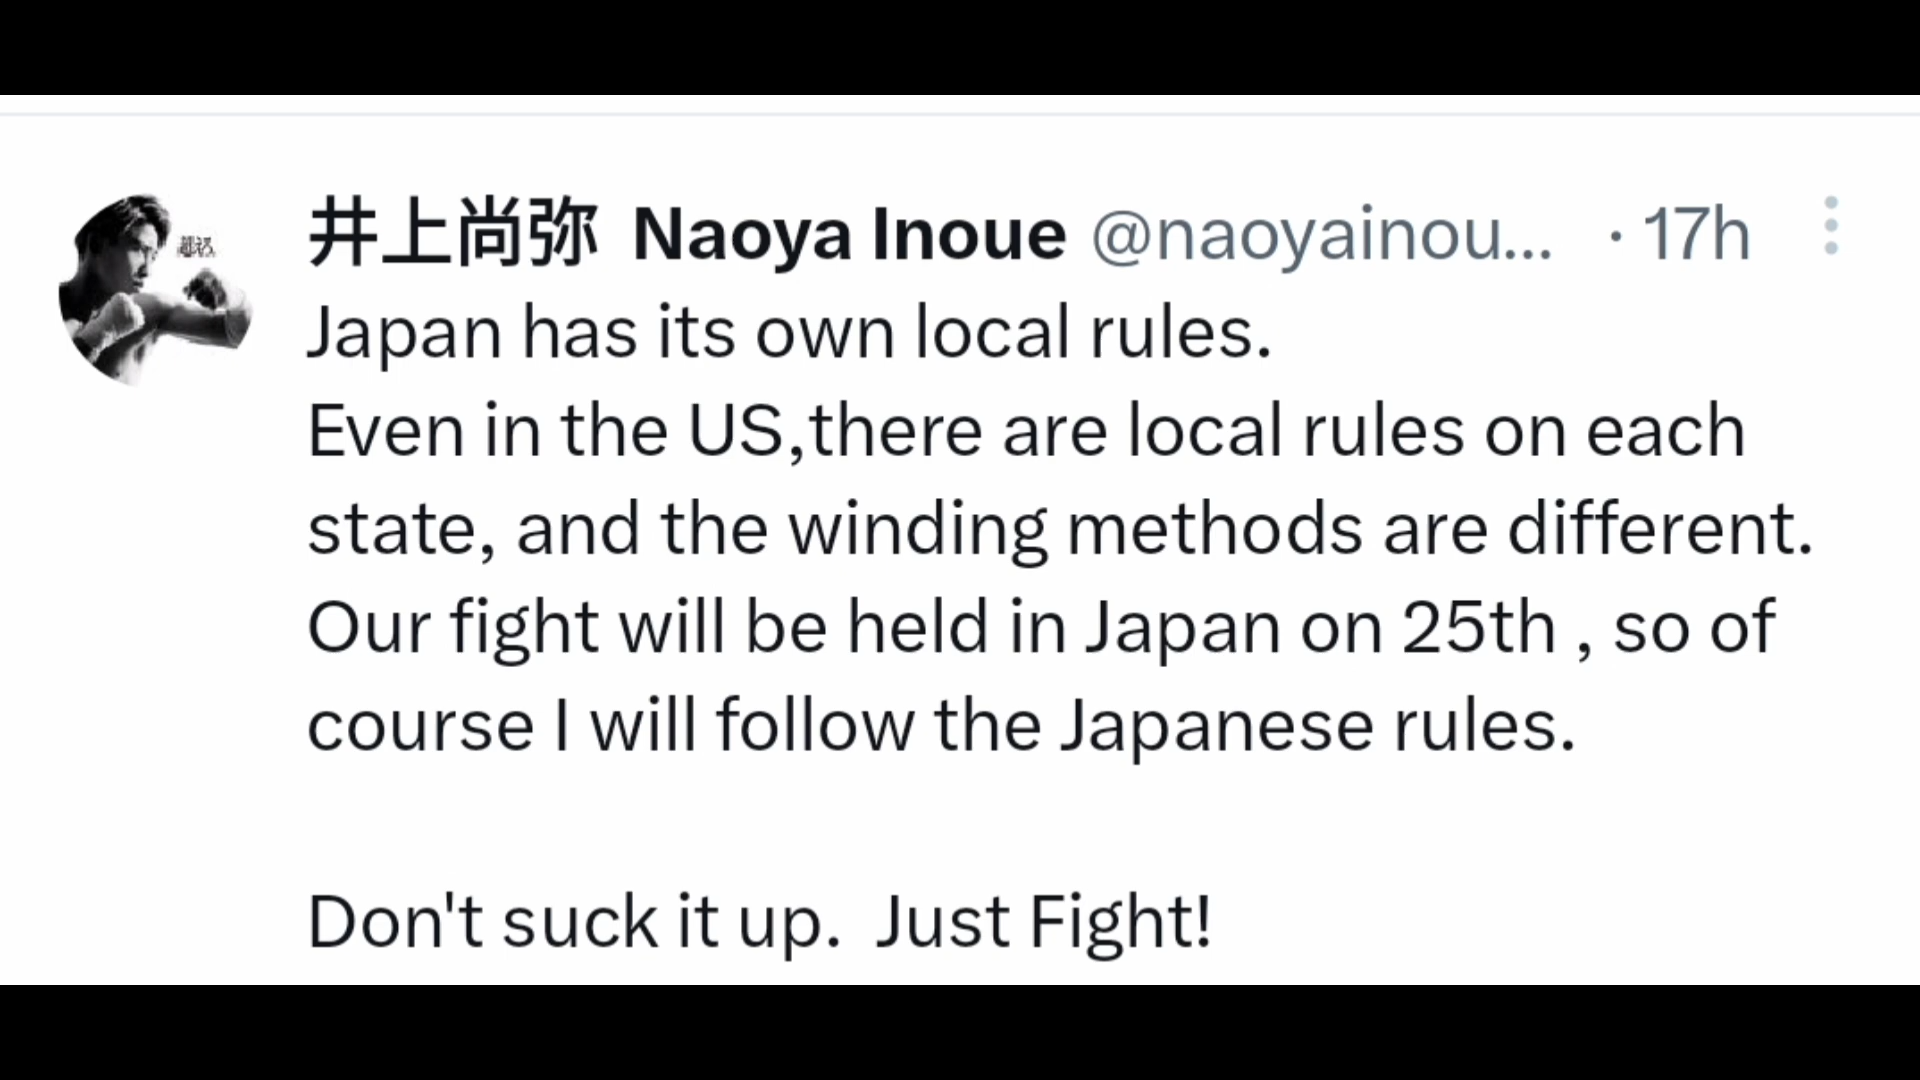 井上尚弥 Naoya Inoue @naoyainou... · 17h
Japan has its own local rules.
Even in the US,there are local rules on each
state, and the winding methods are different.
Our fight will be held in Japan on 25th , so of
course I will follow the Japanese rules.
Don't suck it up.  Just Fight!